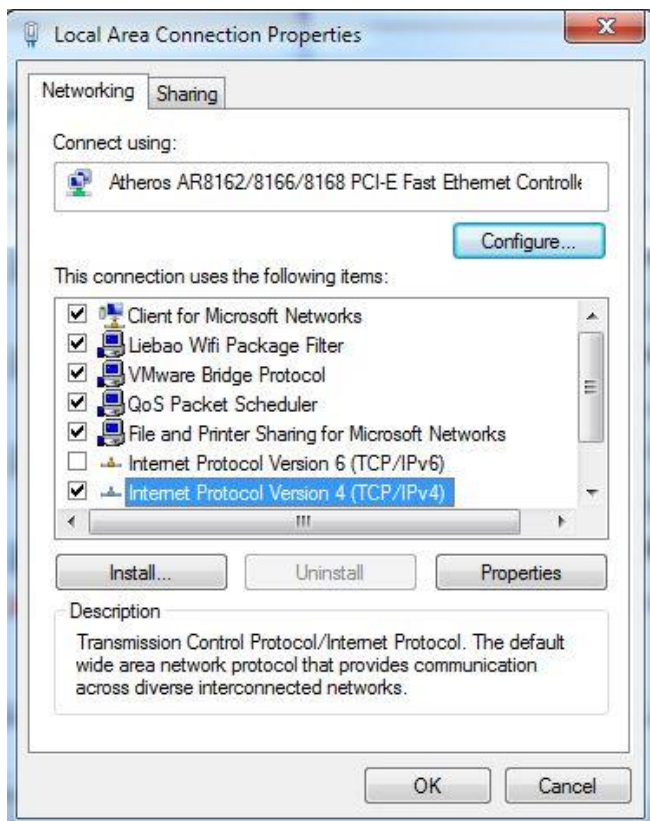 Local Area Connection Properties
Networking
Sharing
Connect using:
Atheros AR8162/8166/8168 PCI-E Fast Ethernet Controlle
Configure...
This connection uses the following items:
Client for Microsoft Networks
Liebao Wifi Package Filter
VMware Bridge Protocol
QoS Packet Scheduler
File and Printer Sharing for Microsoft Networks
Internet Protocol Version 6 (TCP/IPv6)
Internet Protocol Version 4 (TCP/IPv4)
Install...
Uninstall
Properties
Description
Transmission Control Protocol/Internet Protocol. The default
wide area network protocol that provides communication
across diverse interconnected networks.
OK
Cancel